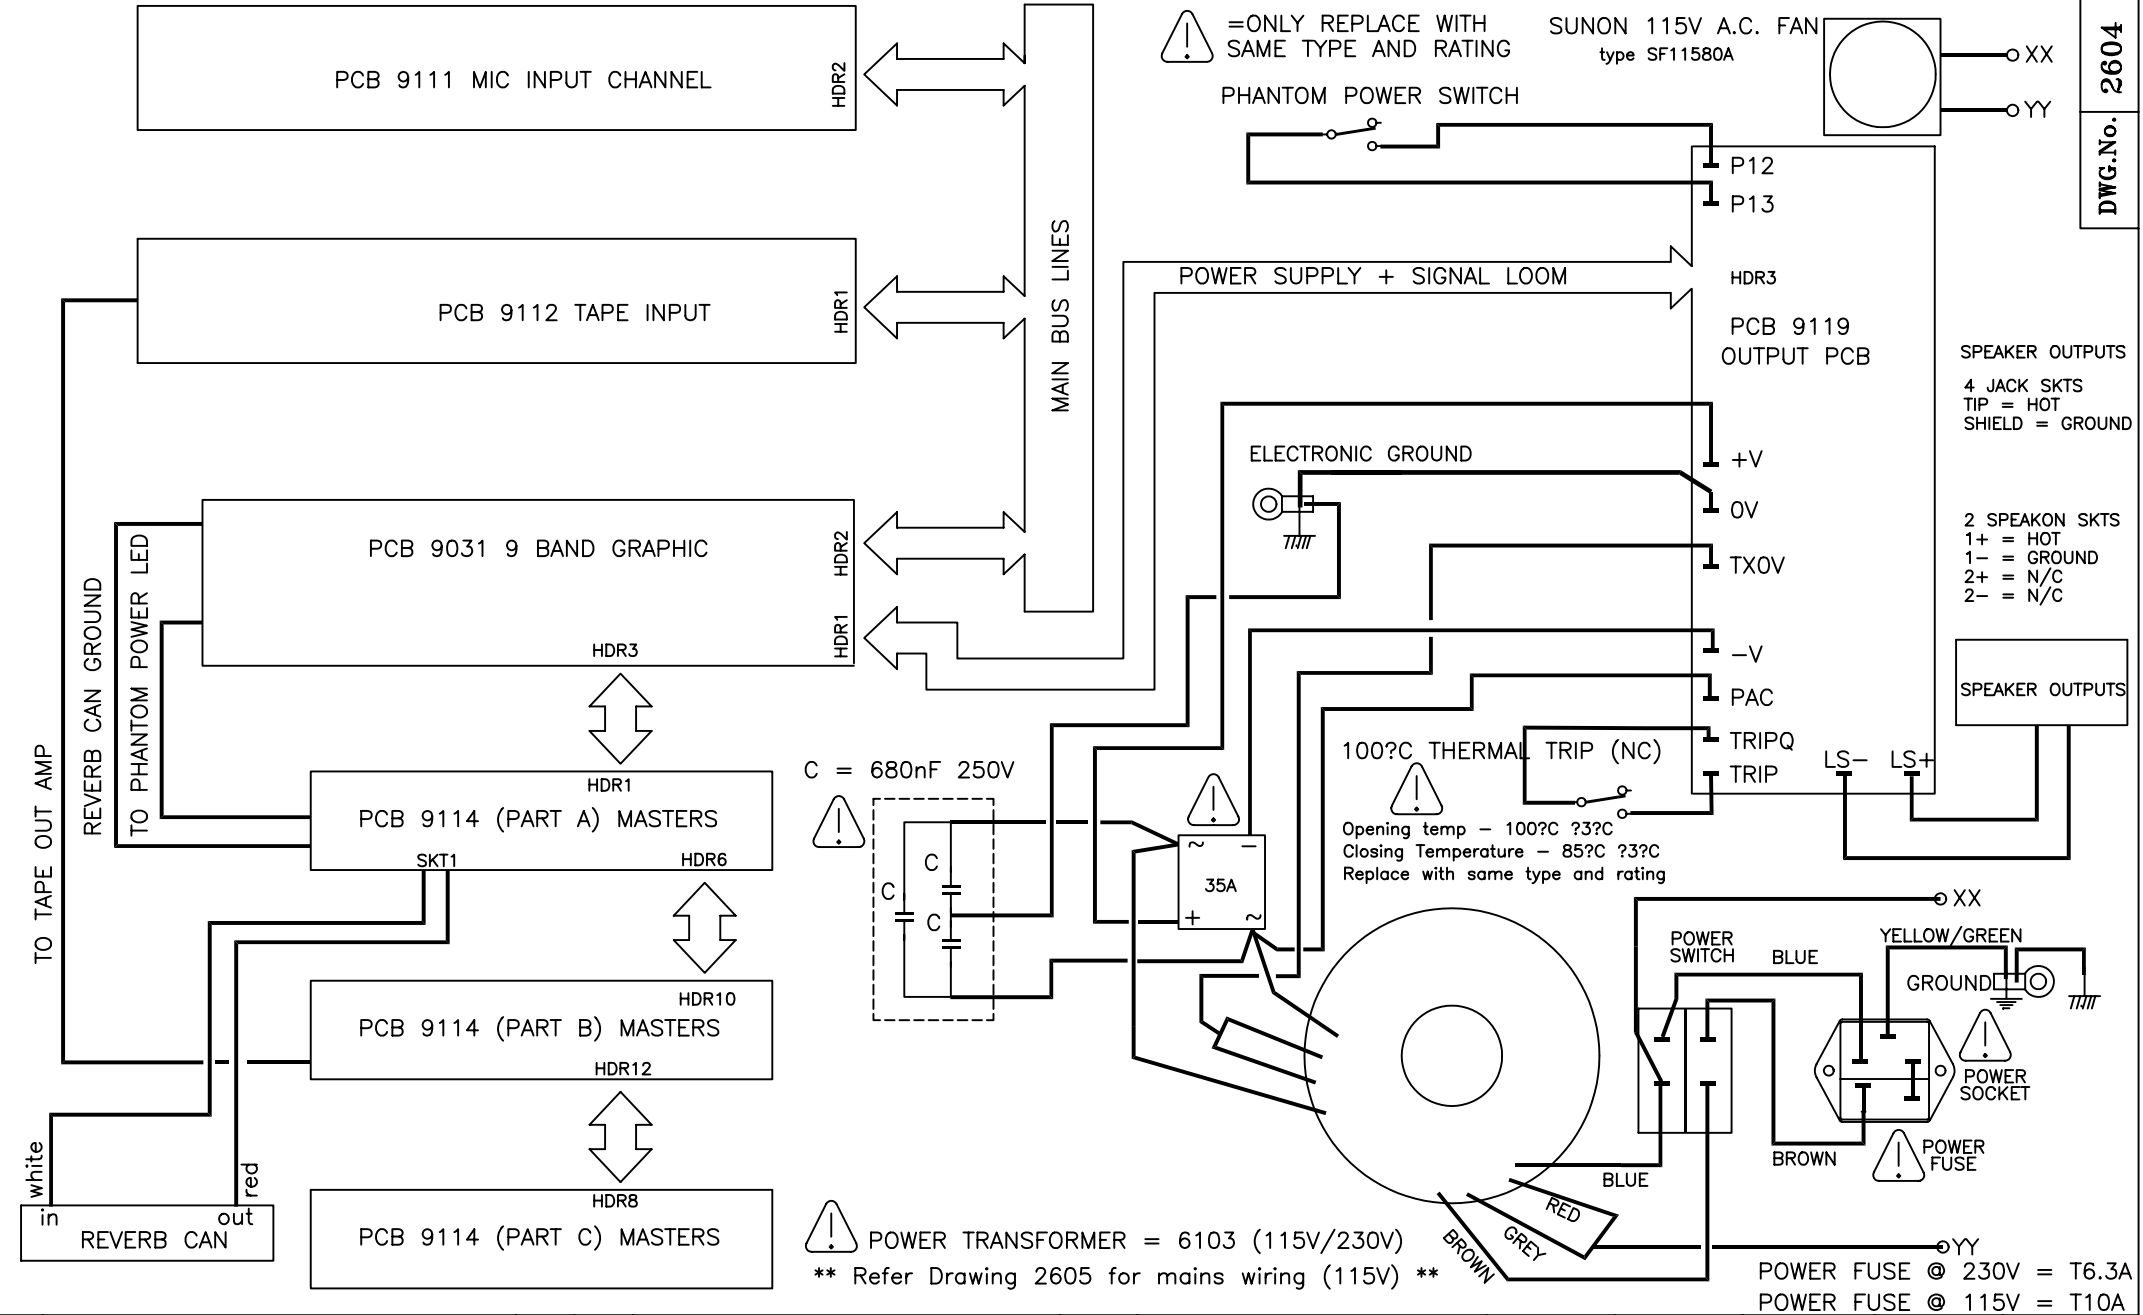 PCB 9111 MIC INPUT CHANNEL
HDR2
=ONLY REPLACE WITH
SAME TYPE AND RATING
SUNON 115V A.C. FAN
type SF11580A
XX
YY
DWG.No. 2604
PHANTOM POWER SWITCH
P12
P13
PCB 9112 TAPE INPUT
HDR1
MAIN BUS LINES
POWER SUPPLY + SIGNAL LOOM
HDR3
PCB 9119
OUTPUT PCB
SPEAKER OUTPUTS
4 JACK SKTS
TIP = HOT
SHIELD = GROUND
ELECTRONIC GROUND
+V
0V
TX0V
-V
PAC
TRIPQ
TRIP
LS-
LS+
2 SPEAKON SKTS
1+ = HOT
1- = GROUND
2+ = N/C
2- = N/C
SPEAKER OUTPUTS
PCB 9031 9 BAND GRAPHIC
HDR2
HDR1
HDR3
TO TAPE OUT AMP
REVERB CAN GROUND
TO PHANTOM POWER LED
HDR1
PCB 9114 (PART A) MASTERS
SKT1
HDR6
C = 680nF 250V
C
C
C
~
-
35A
+
~
100?C THERMAL TRIP (NC)
Opening temp - 100?C ?3?C
Closing Temperature - 85?C ?3?C
Replace with same type and rating
XX
POWER
SWITCH
BLUE
YELLOW/GREEN
GROUND
POWER
SOCKET
POWER
FUSE
BROWN
BLUE
RED
GREY
BROWN
YY
HDR10
PCB 9114 (PART B) MASTERS
HDR12
HDR8
PCB 9114 (PART C) MASTERS
white
red
in
out
REVERB CAN
POWER TRANSFORMER = 6103 (115V/230V)
** Refer Drawing 2605 for mains wiring (115V) **
POWER FUSE @ 230V = T6.3A
POWER FUSE @ 115V = T10A